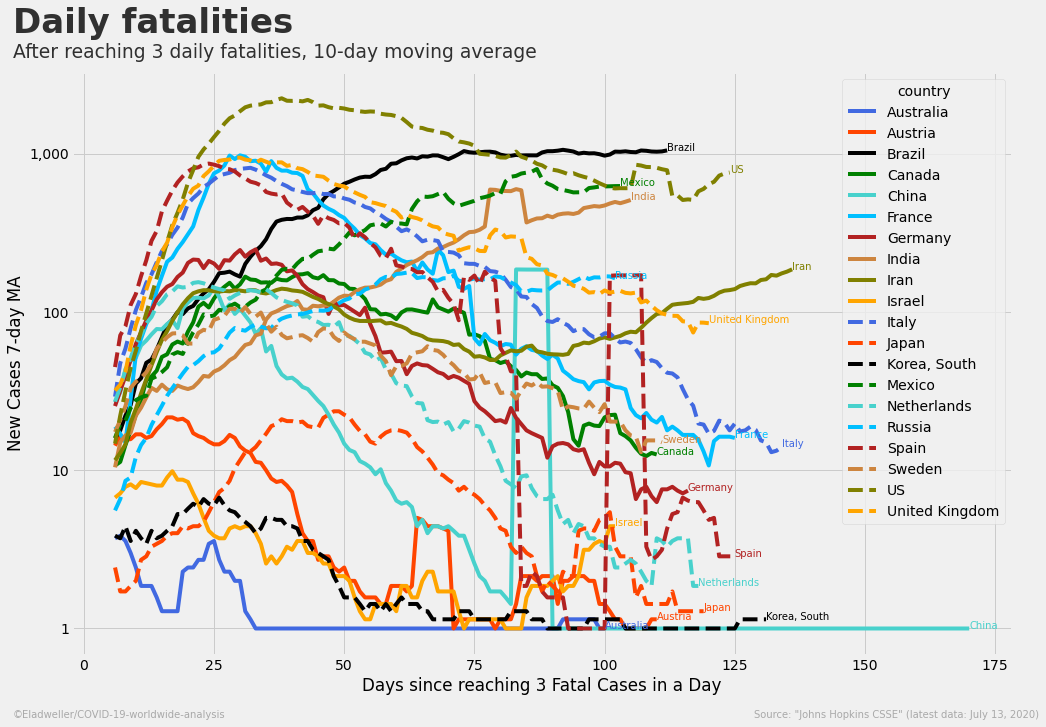 Daily fatalities
After reaching 3 daily fatalities, 10-day moving average
New Cases 7-day MA
1,000
100
10
1
0
25
50
75
100
125
150
175
Days since reaching 3 Fatal Cases in a Day
country
Australia
Austria
Brazil
Canada
China
France
Germany
India
Iran
Israel
Italy
Japan
Korea, South
Mexico
Netherlands
Russia
Spain
Sweden
US
United Kingdom
Brazil
US
Mexico
India
Iran
Russia
United Kingdom
France
Sweden
Italy
Canada
Germany
Israel
Spain
Netherlands
Japan
Austria
Korea, South
Australia
China
©Eladweller/COVID-19-worldwide-analysis
Source: "Johns Hopkins CSSE" (latest data: July 13, 2020)